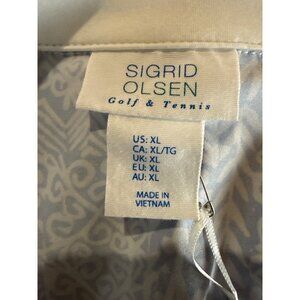 SIGRID
OLSEN
Golf & Tennis
US: XL
CA: XL/TG
UK: XL
EU: XL
AU: XL
MADE IN
VIETNAM